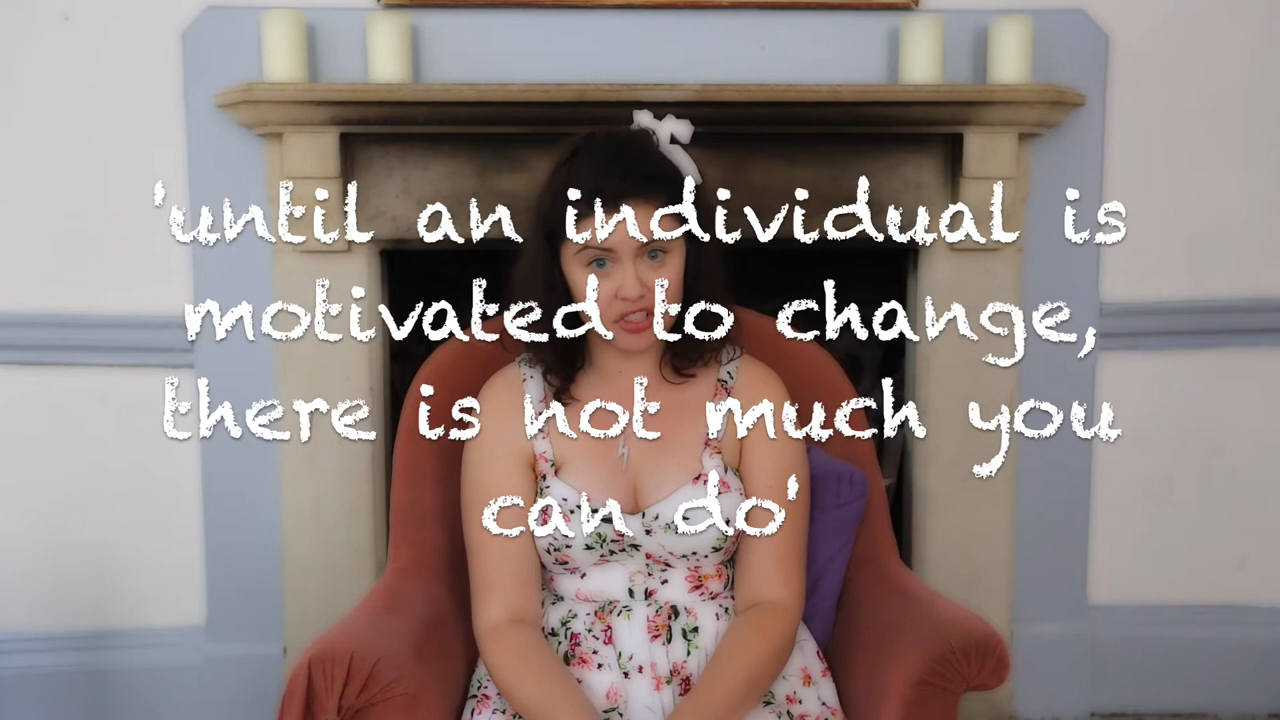 'until an individual is
motivated to change,
there is not much you
can do'